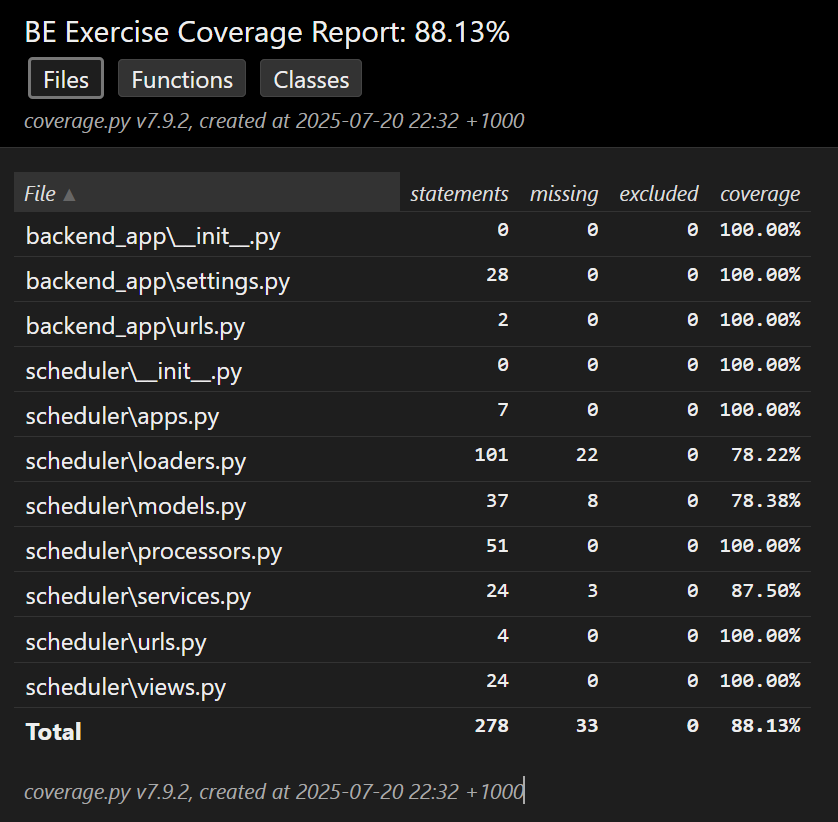 BE Exercise Coverage Report: 88.13%
Files Functions Classes
coverage.py v7.9.2, created at 2025-07-20 22:32 +1000
File ▲ statements missing excluded coverage
backend_app\__init__.py 0 0 0 100.00%
backend_app\settings.py 28 0 0 100.00%
backend_app\urls.py 2 0 0 100.00%
scheduler\__init__.py 0 0 0 100.00%
scheduler\apps.py 7 0 0 100.00%
scheduler\loaders.py 101 22 0 78.22%
scheduler\models.py 37 8 0 78.38%
scheduler\processors.py 51 0 0 100.00%
scheduler\services.py 24 3 0 87.50%
scheduler\urls.py 4 0 0 100.00%
scheduler\views.py 24 0 0 100.00%
Total 278 33 0 88.13%
coverage.py v7.9.2, created at 2025-07-20 22:32 +1000